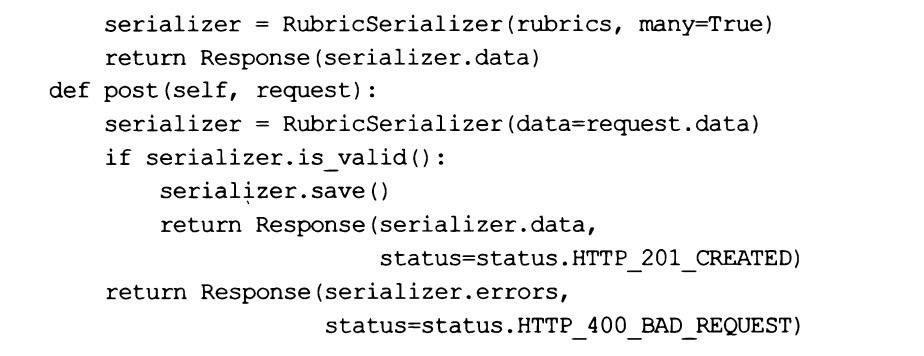 serializer = RubricSerializer(rubrics, many=True)
return Response(serializer.data)
def post(self, request):
serializer = RubricSerializer(data=request.data)
if serializer.is_valid():
serializer.save()
return Response(serializer.data,
status=status.HTTP_201_CREATED)
return Response(serializer.errors,
status=status.HTTP_400_BAD_REQUEST)